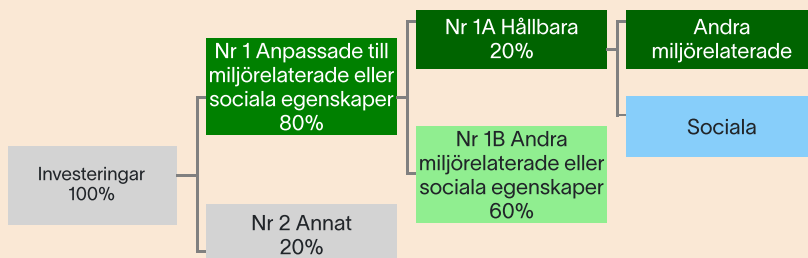 Investeringar
100%
Nr 1 Anpassade till
miljörelaterade eller
sociala egenskaper
80%
Nr 2 Annat
20%
Nr 1A Hållbara
20%
Nr 1B Andra
miljörelaterade eller
sociala egenskaper
60%
Andra
miljörelaterade
Sociala